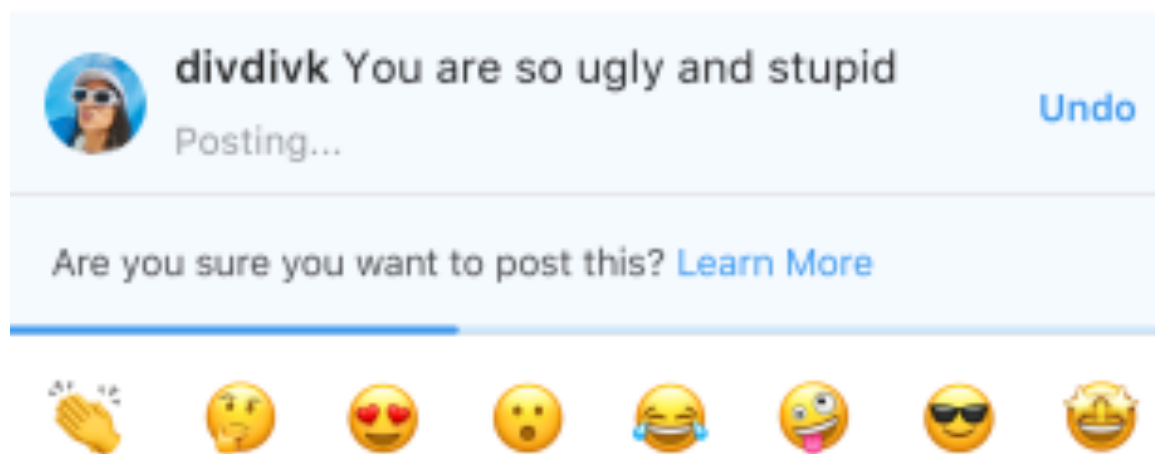 divdivk You are so ugly and stupid
Undo
Posting...
Are you sure you want to post this? Learn More